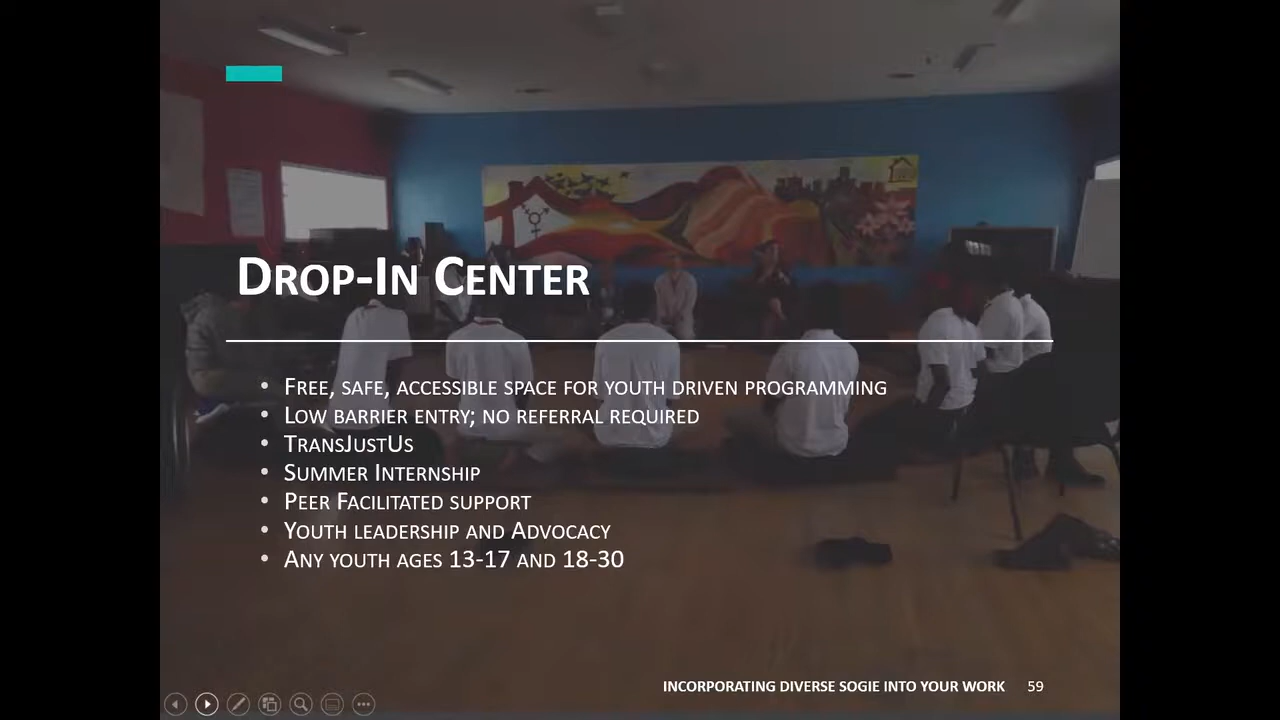 Drop-In Center
• Free, safe, accessible space for youth driven programming
• Low barrier entry; no referral required
• TransJustUs
• Summer Internship
• Peer Facilitated support
• Youth leadership and Advocacy
• Any youth ages 13-17 and 18-30
INCORPORATING DIVERSE SOGIE INTO YOUR WORK 59